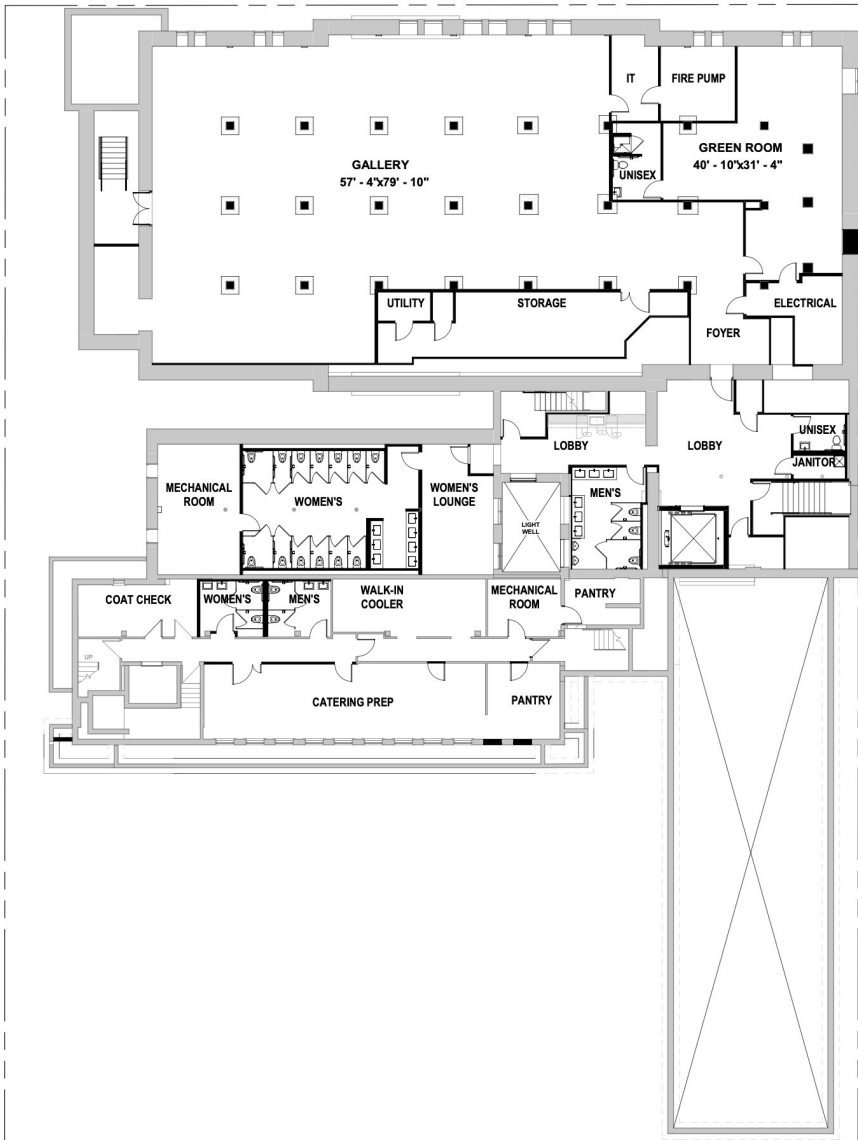 IT
FIRE PUMP
GALLERY
57' - 4"x79' - 10"
GREEN ROOM
40' - 10"x31' - 4"
UNISEX
UTILITY
STORAGE
ELECTRICAL
FOYER
LOBBY
LOBBY
UNISEX
JANITOR
MECHANICAL
ROOM
WOMEN'S
WOMEN'S
LOUNGE
LIGHT
WELL
MEN'S
COAT CHECK
WOMEN'S
MEN'S
WALK-IN
COOLER
MECHANICAL
ROOM
PANTRY
UP
CATERING PREP
PANTRY